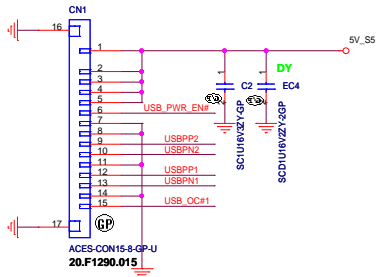 CN1
16
5V_S5
1
2
3
4
5
DY
C2
EC4
6
USB_PWR_EN#
7
8
9
USBPP2
10
USBPN2
11
12
USBPP1
13
USBPN1
14
15
USB_OC#1
17
GP
SC1U16V3ZY-GP
SCD1U16V2ZY-2GP
ACES-CON15-8-GP-U
20.F1290.015